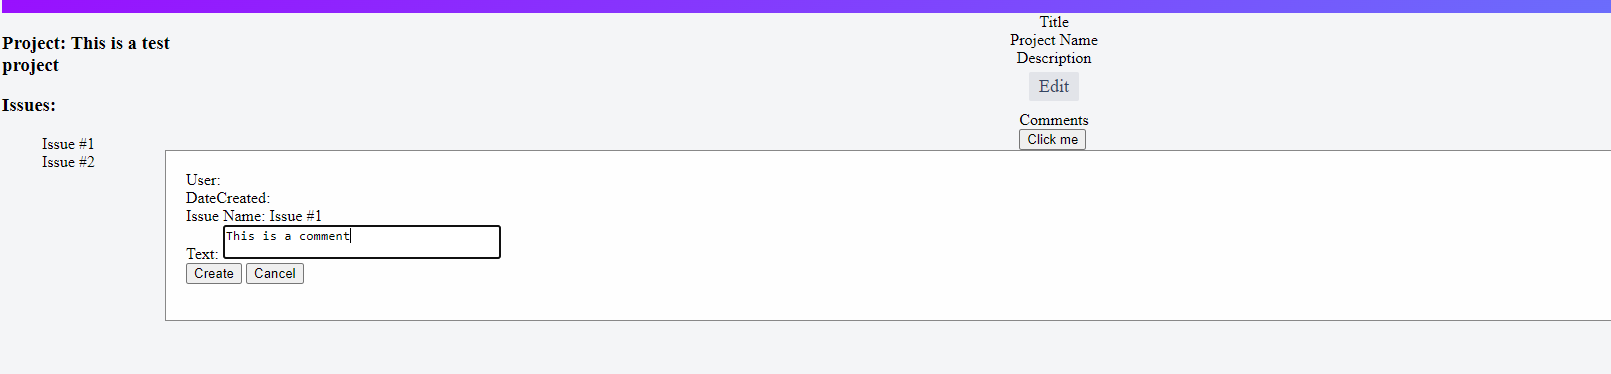 Project: This is a test
project
Issues:
Issue #1
Issue #2
Title
Project Name
Description
Edit
Comments
Click me
User:
DateCreated:
Issue Name: Issue #1
Text: This is a comment
Create Cancel